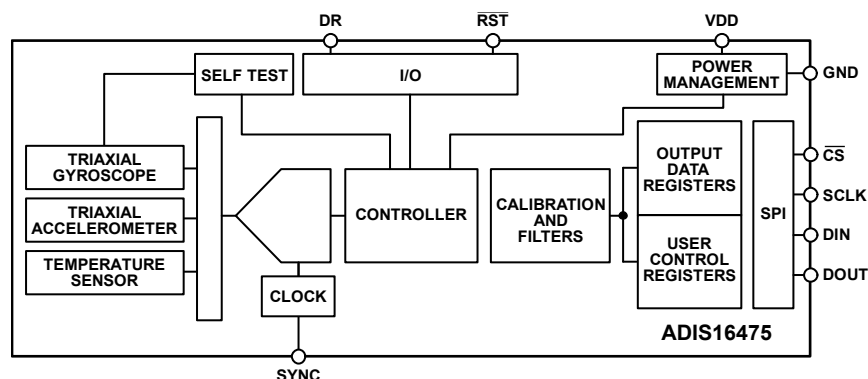 DR
RST
VDD
SELF TEST
I/O
POWER
MANAGEMENT
GND
TRIAXIAL
GYROSCOPE
TRIAXIAL
ACCELEROMETER
TEMPERATURE
SENSOR
CLOCK
CONTROLLER
CALIBRATION
AND
FILTERS
OUTPUT
DATA
REGISTERS
USER
CONTROL
REGISTERS
SPI
CS
SCLK
DIN
DOUT
ADIS16475
SYNC